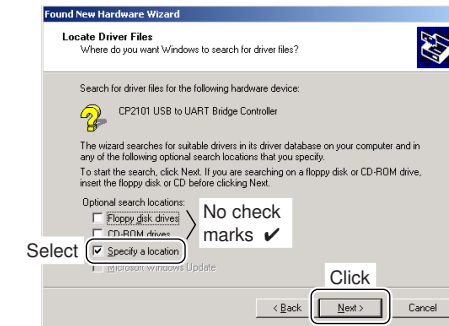 Found New Hardware Wizard
Locate Driver Files
Where do you want Windows to search for driver files?
Search for driver files for the following hardware device:
CP2101 USB to UART Bridge Controller
The wizard searches for suitable drivers in its driver database on your computer and in
any of the following optional search locations that you specify.
To start the search, click Next. If you are searching on a floppy disk or CD-ROM drive,
insert the floppy disk or CD before clicking Next.
Optional search locations:
Floppy disk drives
CD-ROM drives
No check
marks ✔
Select
Specify a location
Microsoft Windows Update
Click
< Back
Next >
Cancel